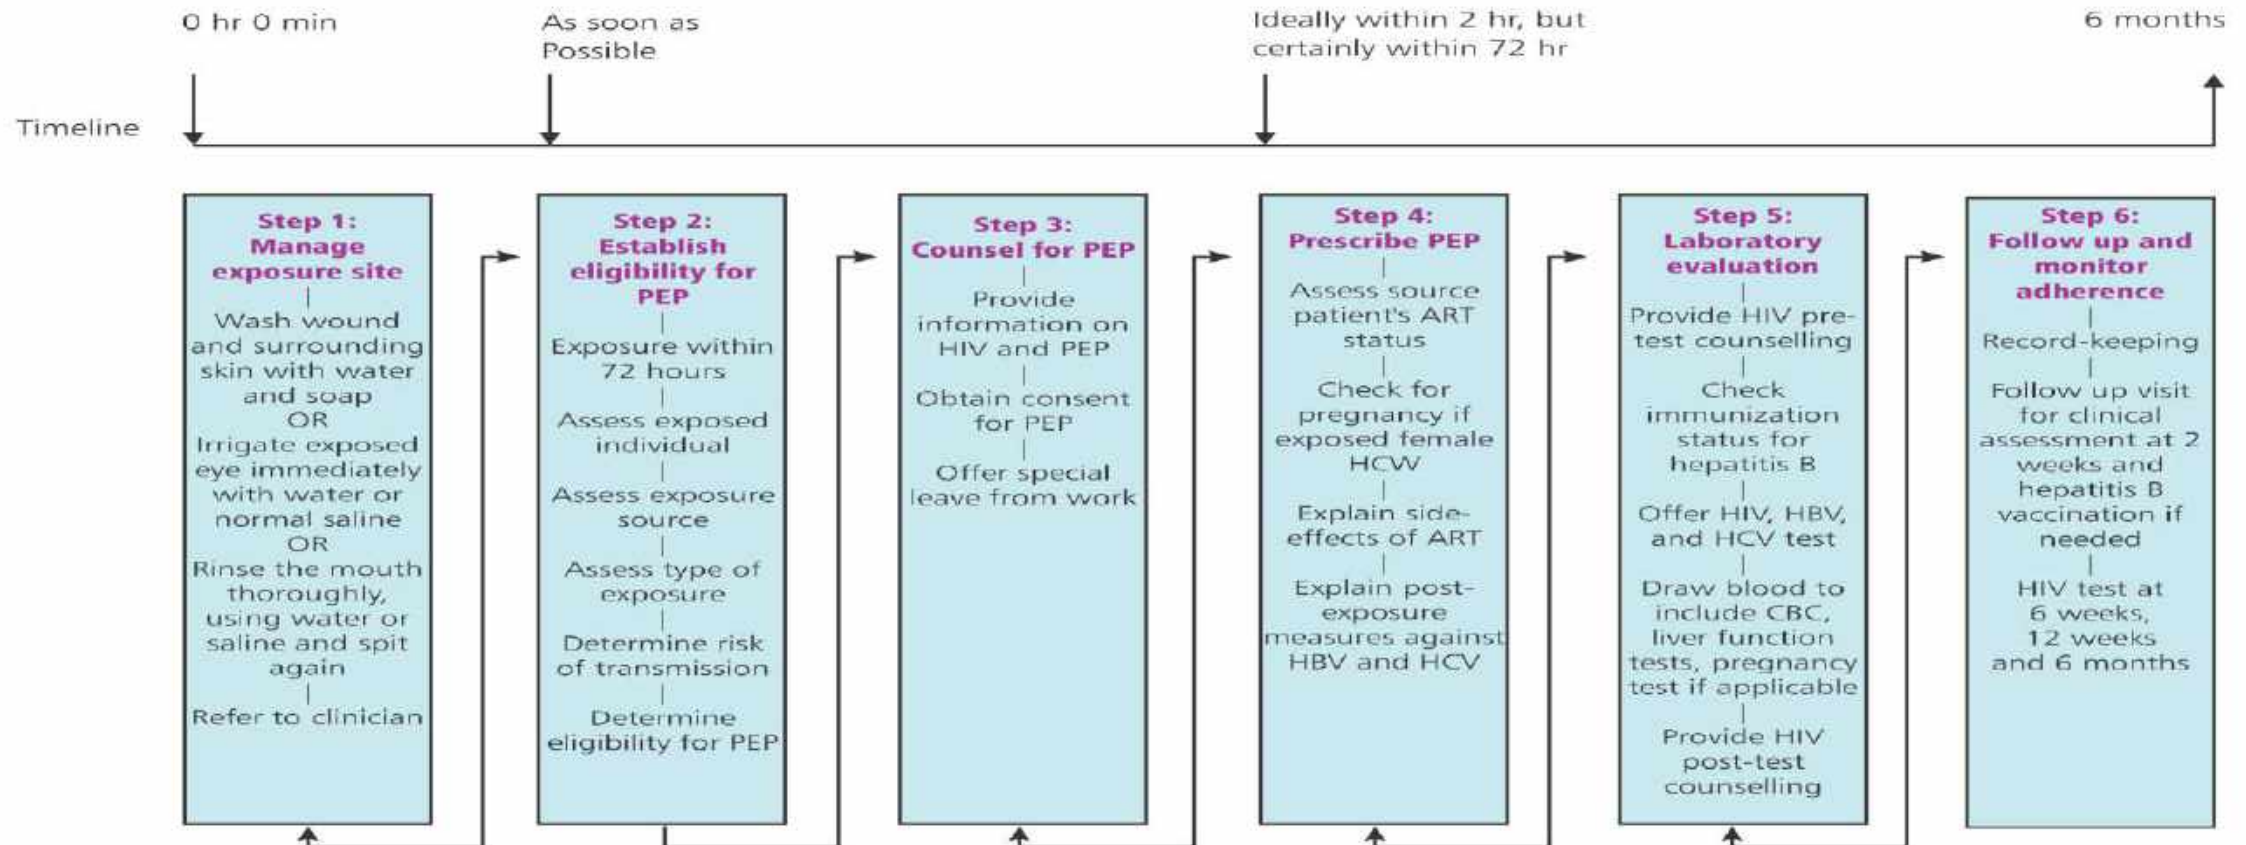 0 hr 0 min
As soon as
Possible
Ideally within 2 hr, but
certainly within 72 hr
6 months
Timeline
Step 1:
Manage
exposure site
Wash wound
and surrounding
skin with water
and soap
OR
Irrigate exposed
eye immediately
with water or
normal saline
OR
Rinse the mouth
thoroughly,
using water or
saline and spit
again
Refer to clinician
Step 2:
Establish
eligibility for
PEP
Exposure within
72 hours
Assess exposed
individual
Assess exposure
source
Assess type of
exposure
Determine risk
of transmission
Determine
eligibility for PEP
Step 3:
Counsel for PEP
Provide
information on
HIV and PEP
Obtain consent
for PEP
Offer special
leave from work
Step 4:
Prescribe PEP
Assess source
patient's ART
status
Check for
pregnancy if
exposed female
HCW
Explain side-
effects of ART
Explain post-
exposure
measures against
HBV and HCV
Step 5:
Laboratory
evaluation
Provide HIV pre-
test counselling
Check
immunization
status for
hepatitis B
Offer HIV, HBV,
and HCV test
Draw blood to
include CBC,
liver function
tests, pregnancy
test if applicable
Provide HIV
post-test
counselling
Step 6:
Follow up and
monitor
adherence
Record-keeping
Follow up visit
for clinical
assessment at 2
weeks and
hepatitis B
vaccination if
needed
HIV test at
6 weeks,
12 weeks
and 6 months